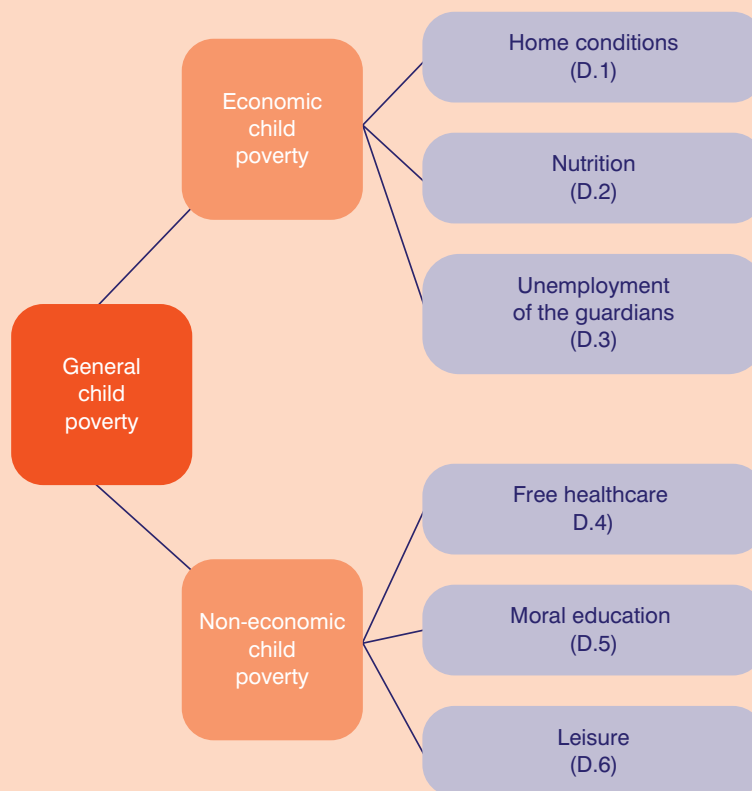 General
child
poverty
Economic
child
poverty
Home conditions
(D.1)
Nutrition
(D.2)
Unemployment
of the guardians
(D.3)
Non-economic
child
poverty
Free healthcare
D.4)
Moral education
(D.5)
Leisure
(D.6)